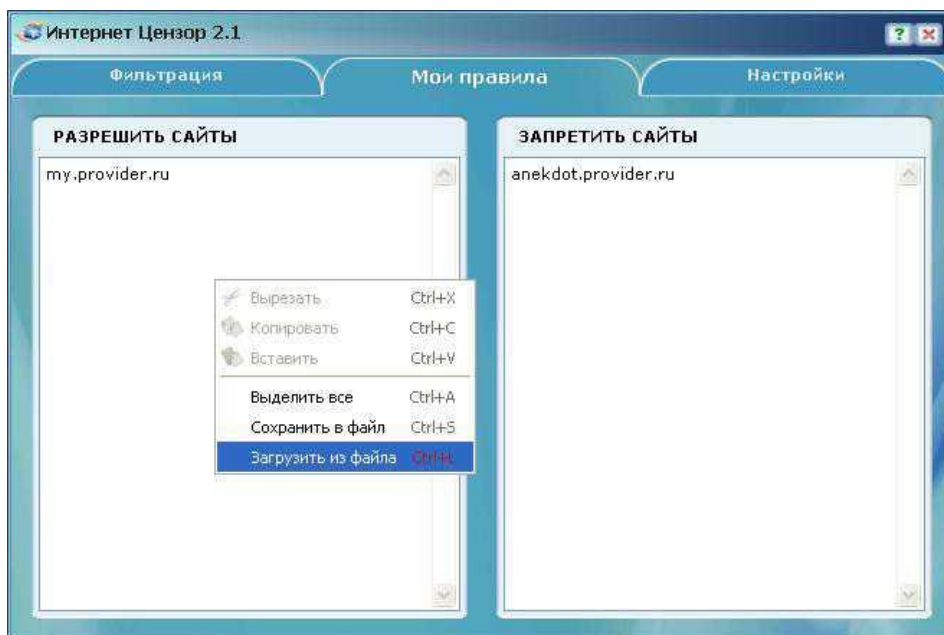 Интернет Цензор 2.1
Фильтрация
Мои правила
Настройки
РАЗРЕШИТЬ САЙТЫ
my.provider.ru
ЗАПРЕТИТЬ САЙТЫ
anekdot.provider.ru
Вырезать Ctrl+X
Копировать Ctrl+C
Вставить Ctrl+V
Выделить все Ctrl+A
Сохранить в файл Ctrl+S
Загрузить из файла Ctrl+L